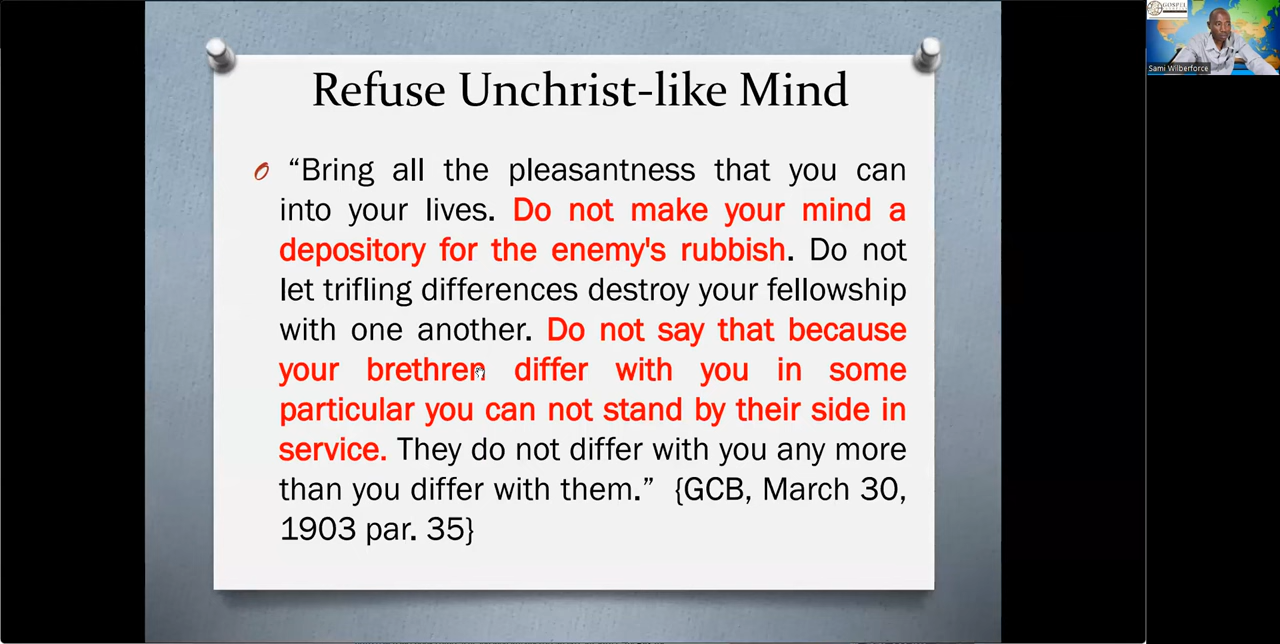 Refuse Unchrist-like Mind
“Bring all the pleasantness that you can
into your lives. Do not make your mind a
depository for the enemy's rubbish. Do not
let trifling differences destroy your fellowship
with one another. Do not say that because
your brethren differ with you in some
particular you can not stand by their side in
service. They do not differ with you any more
than you differ with them.” {GCB, March 30,
1903 par. 35}
GOSPEL
Sami Wilberforce